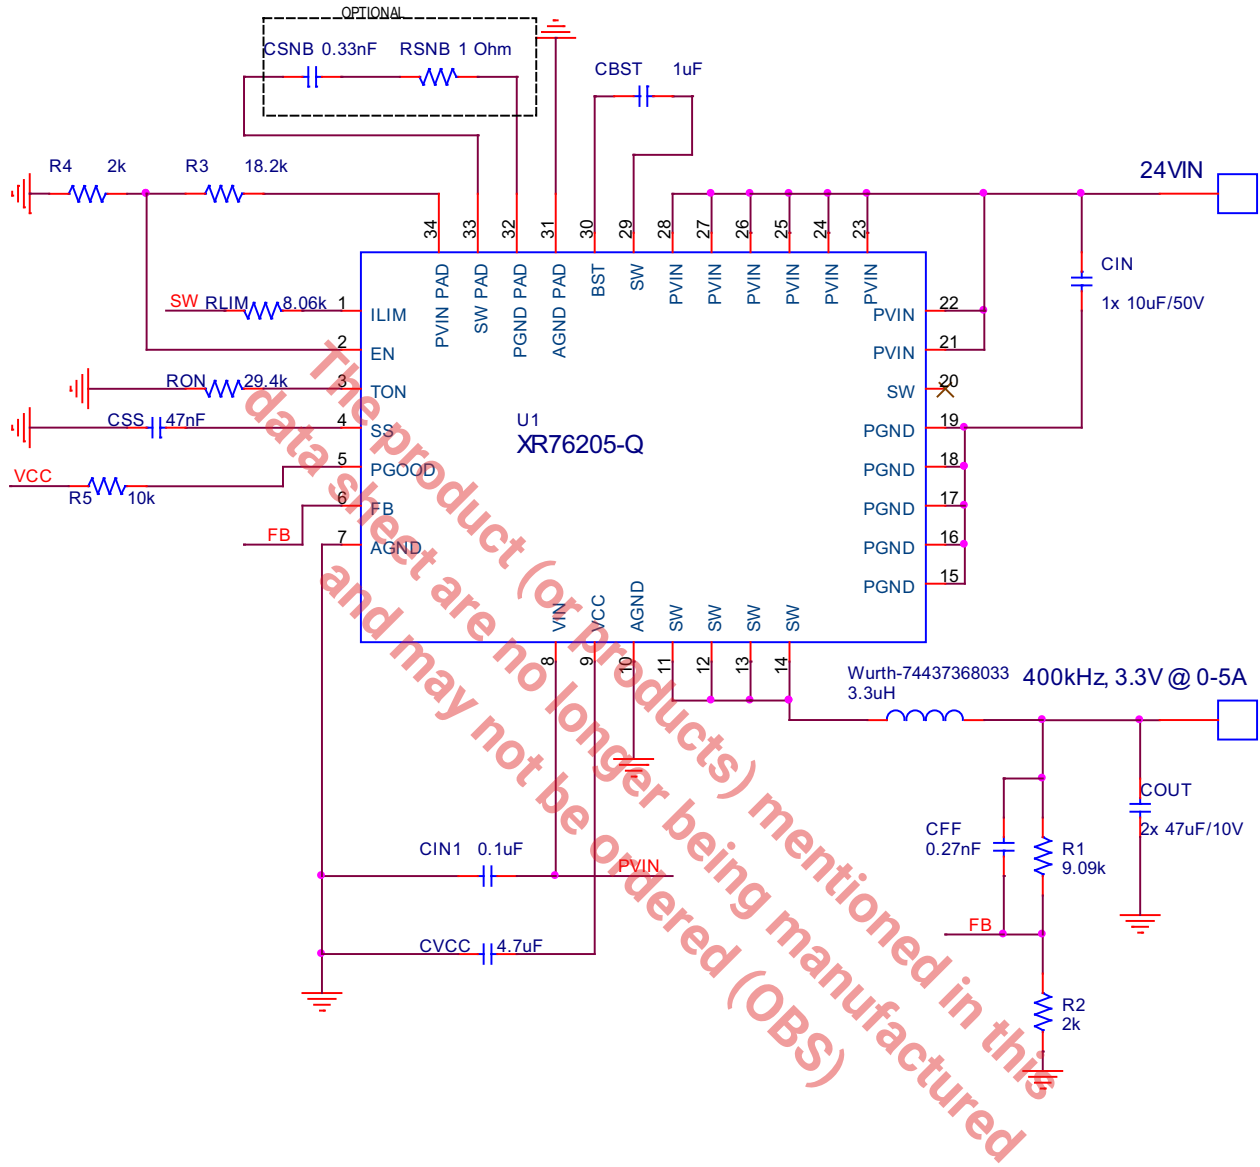 OPTIONAL
CSNB 0.33nF RSNB 1 Ohm
CBST 1uF
R4 2k R3 18.2k
24VIN
34 33 32 31 30 29 28 27 26 25 24 23
PVIN PAD
SW PAD
PGND PAD
AGND PAD
BST
SW
PVIN
PVIN
PVIN
PVIN
PVIN
PVIN
CIN
1x 10uF/50V
SW RLIM 8.06k 1 ILIM
2 EN
RON 29.4k 3 TON
CSS 47nF 4 SS
VCC R5 10k 5 PGOOD
FB 6 FB
7 AGND
U1
XR76205-Q
PVIN 22
PVIN 21
SW 20
PGND 19
PGND 18
PGND 17
PGND 16
PGND 15
VIN
VCC
AGND
SW
SW
SW
SW
8 9 10 11 12 13 14
Wurth-74437368033
3.3uH
400kHz, 3.3V @ 0-5A
COUT
2x 47uF/10V
CFF
0.27nF
R1
9.09k
CIN1 0.1uF
PVIN
FB
CVCC 4.7uF
R2
2k
The product (or products) mentioned in this
data sheet are no longer being manufactured
and may not be ordered (OBS)